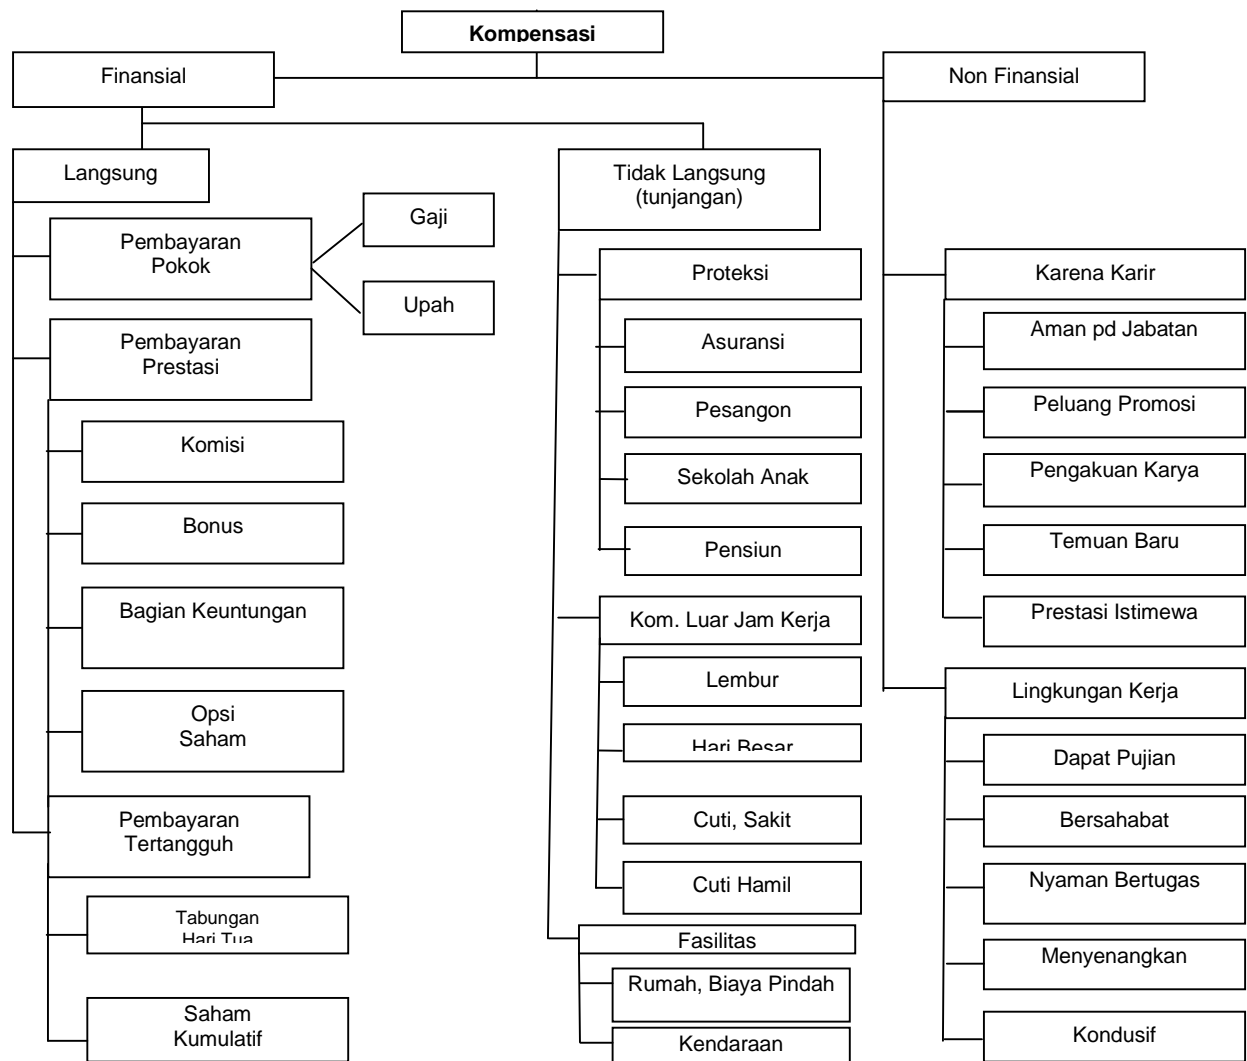 Kompensasi
Finansial
Non Finansial
Langsung
Tidak Langsung
(tunjangan)
Pembayaran
Pokok
Gaji
Upah
Pembayaran
Prestasi
Komisi
Bonus
Bagian Keuntungan
Opsi
Saham
Pembayaran
Tertangguh
Tabungan
Hari Tua
Saham
Kumulatif
Proteksi
Asuransi
Pesangon
Sekolah Anak
Pensiun
Kom. Luar Jam Kerja
Lembur
Hari Besar
Cuti, Sakit
Cuti Hamil
Fasilitas
Rumah, Biaya Pindah
Kendaraan
Karena Karir
Aman pd Jabatan
Peluang Promosi
Pengakuan Karya
Temuan Baru
Prestasi Istimewa
Lingkungan Kerja
Dapat Pujian
Bersahabat
Nyaman Bertugas
Menyenangkan
Kondusif